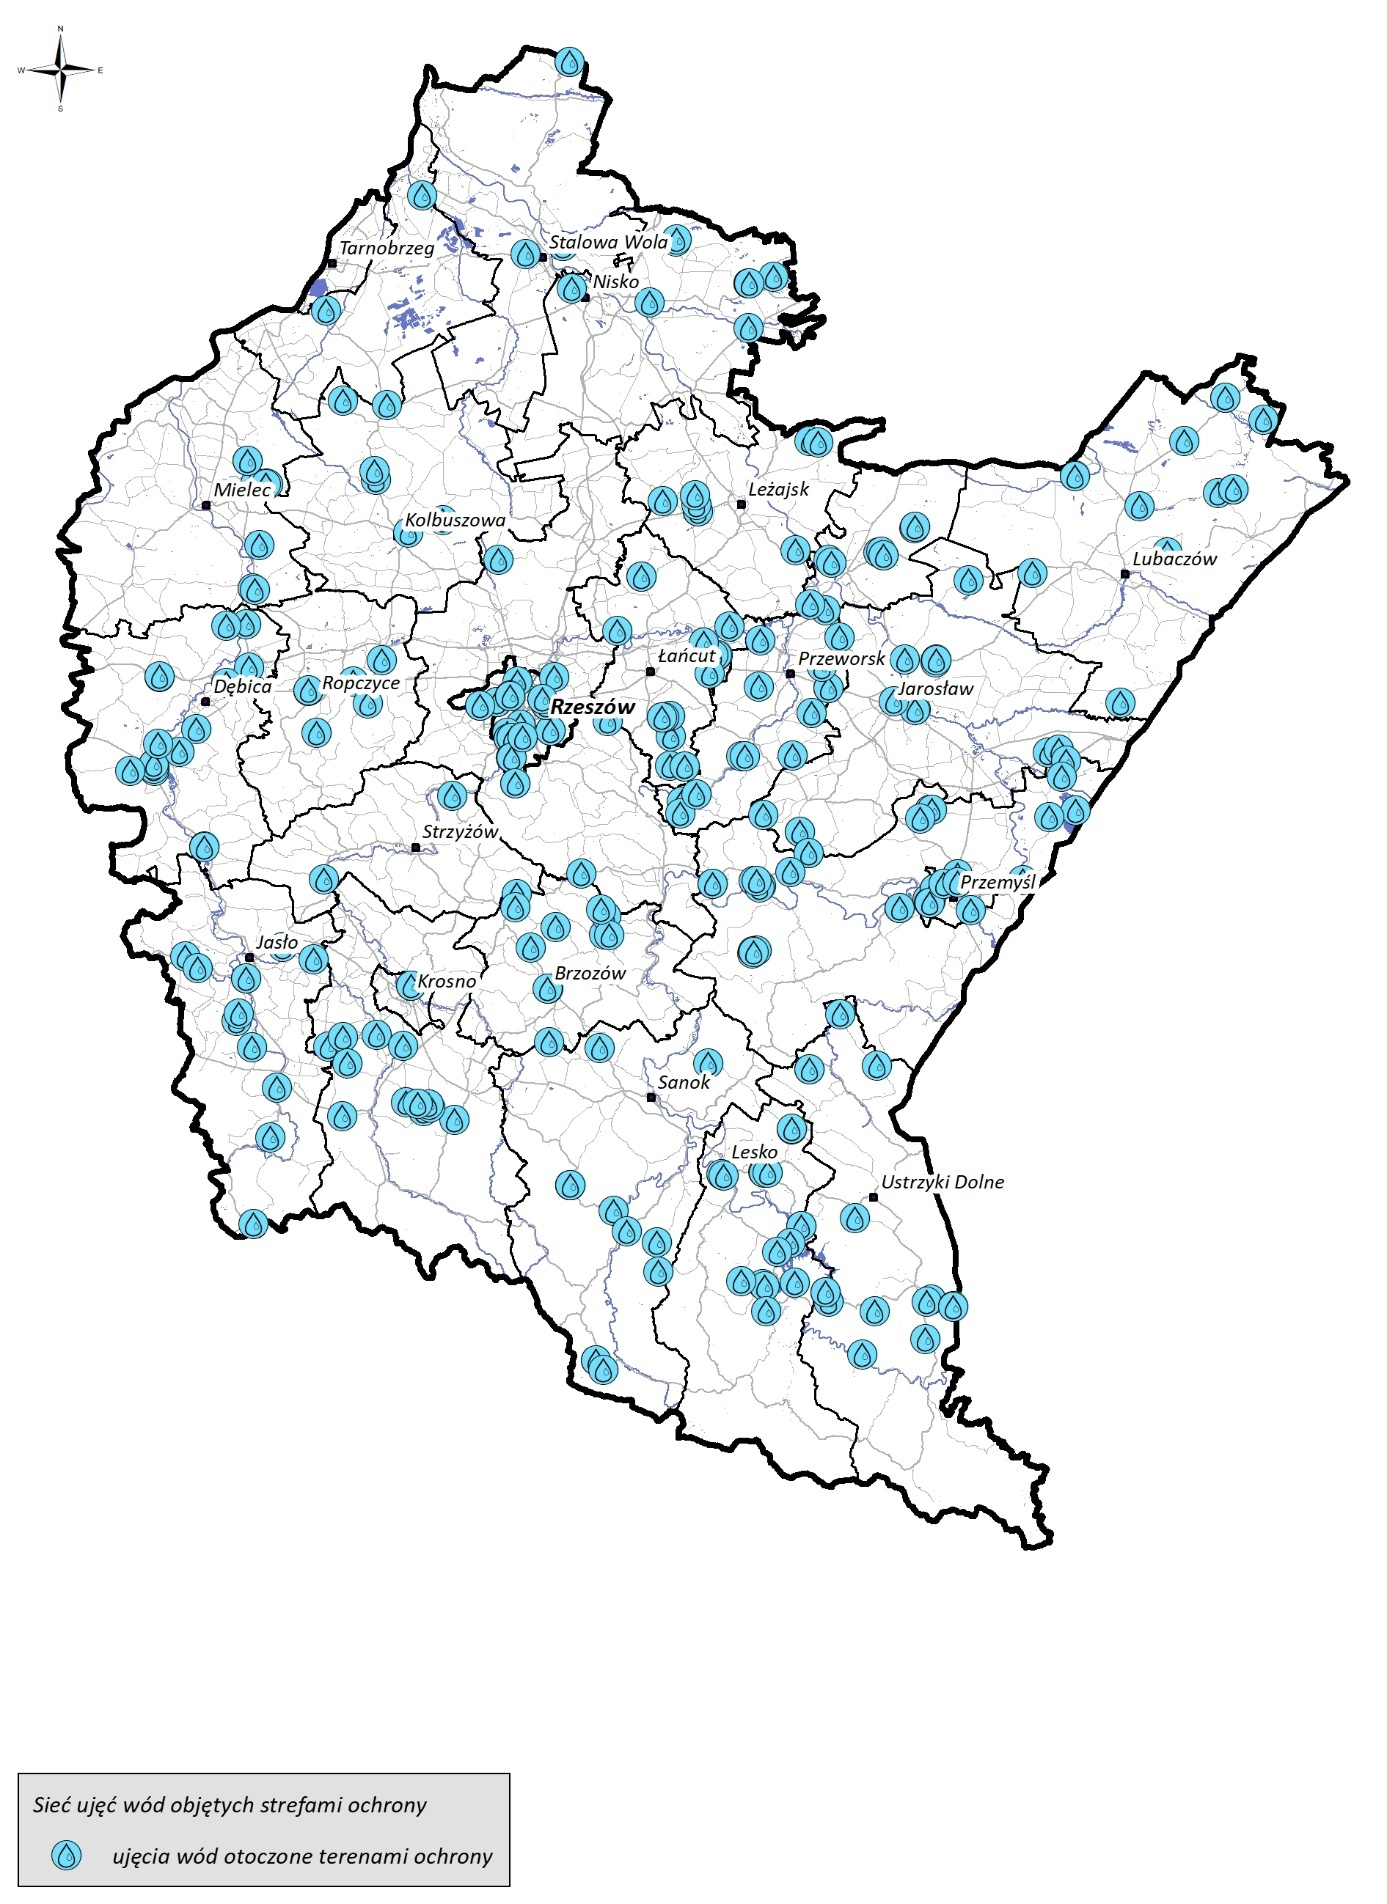 N
W
E
S
Tarnobrzeg
Stalowa Wola
Nisko
Mielec
Leżajsk
Kolbuszowa
Lubaczów
Łańcut
Przeworsk
Dębica
Ropczyce
Jarosław
Rzeszów
Strzyżów
Przemyśl
Jasło
Krosno
Brzozów
Sanok
Lesko
Ustrzyki Dolne
Sieć ujęć wód objętych strefami ochrony
ujęcia wód otoczone terenami ochrony